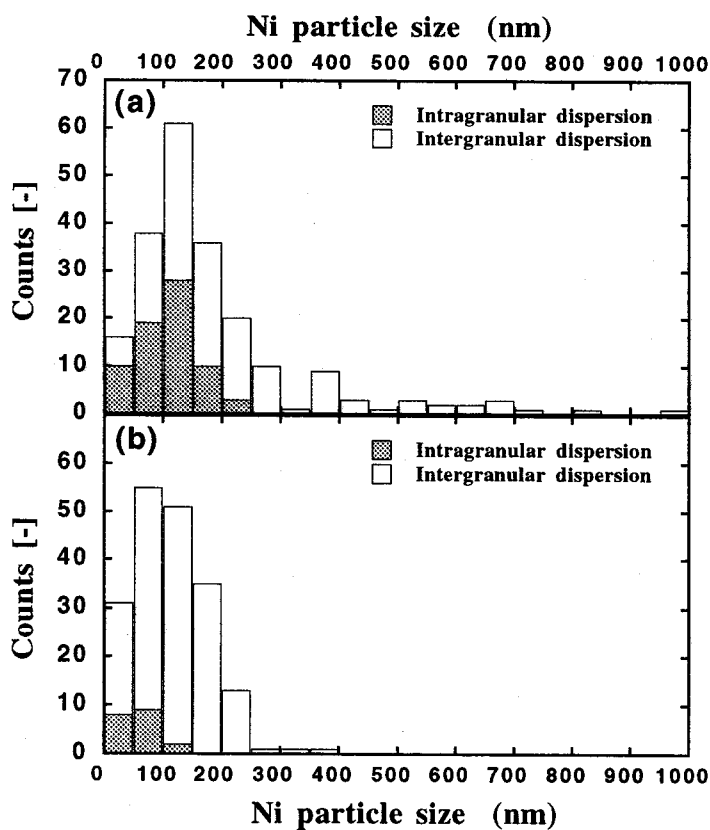 Ni particle size (nm)
0 100 200 300 400 500 600 700 800 900 1000
70
60
50
40
30
20
10
0
Counts [-]
(a)
Intragranular dispersion
Intergranular dispersion
(b)
Intragranular dispersion
Intergranular dispersion
60
50
40
30
20
10
0
Counts [-]
0 100 200 300 400 500 600 700 800 900 1000
Ni particle size (nm)